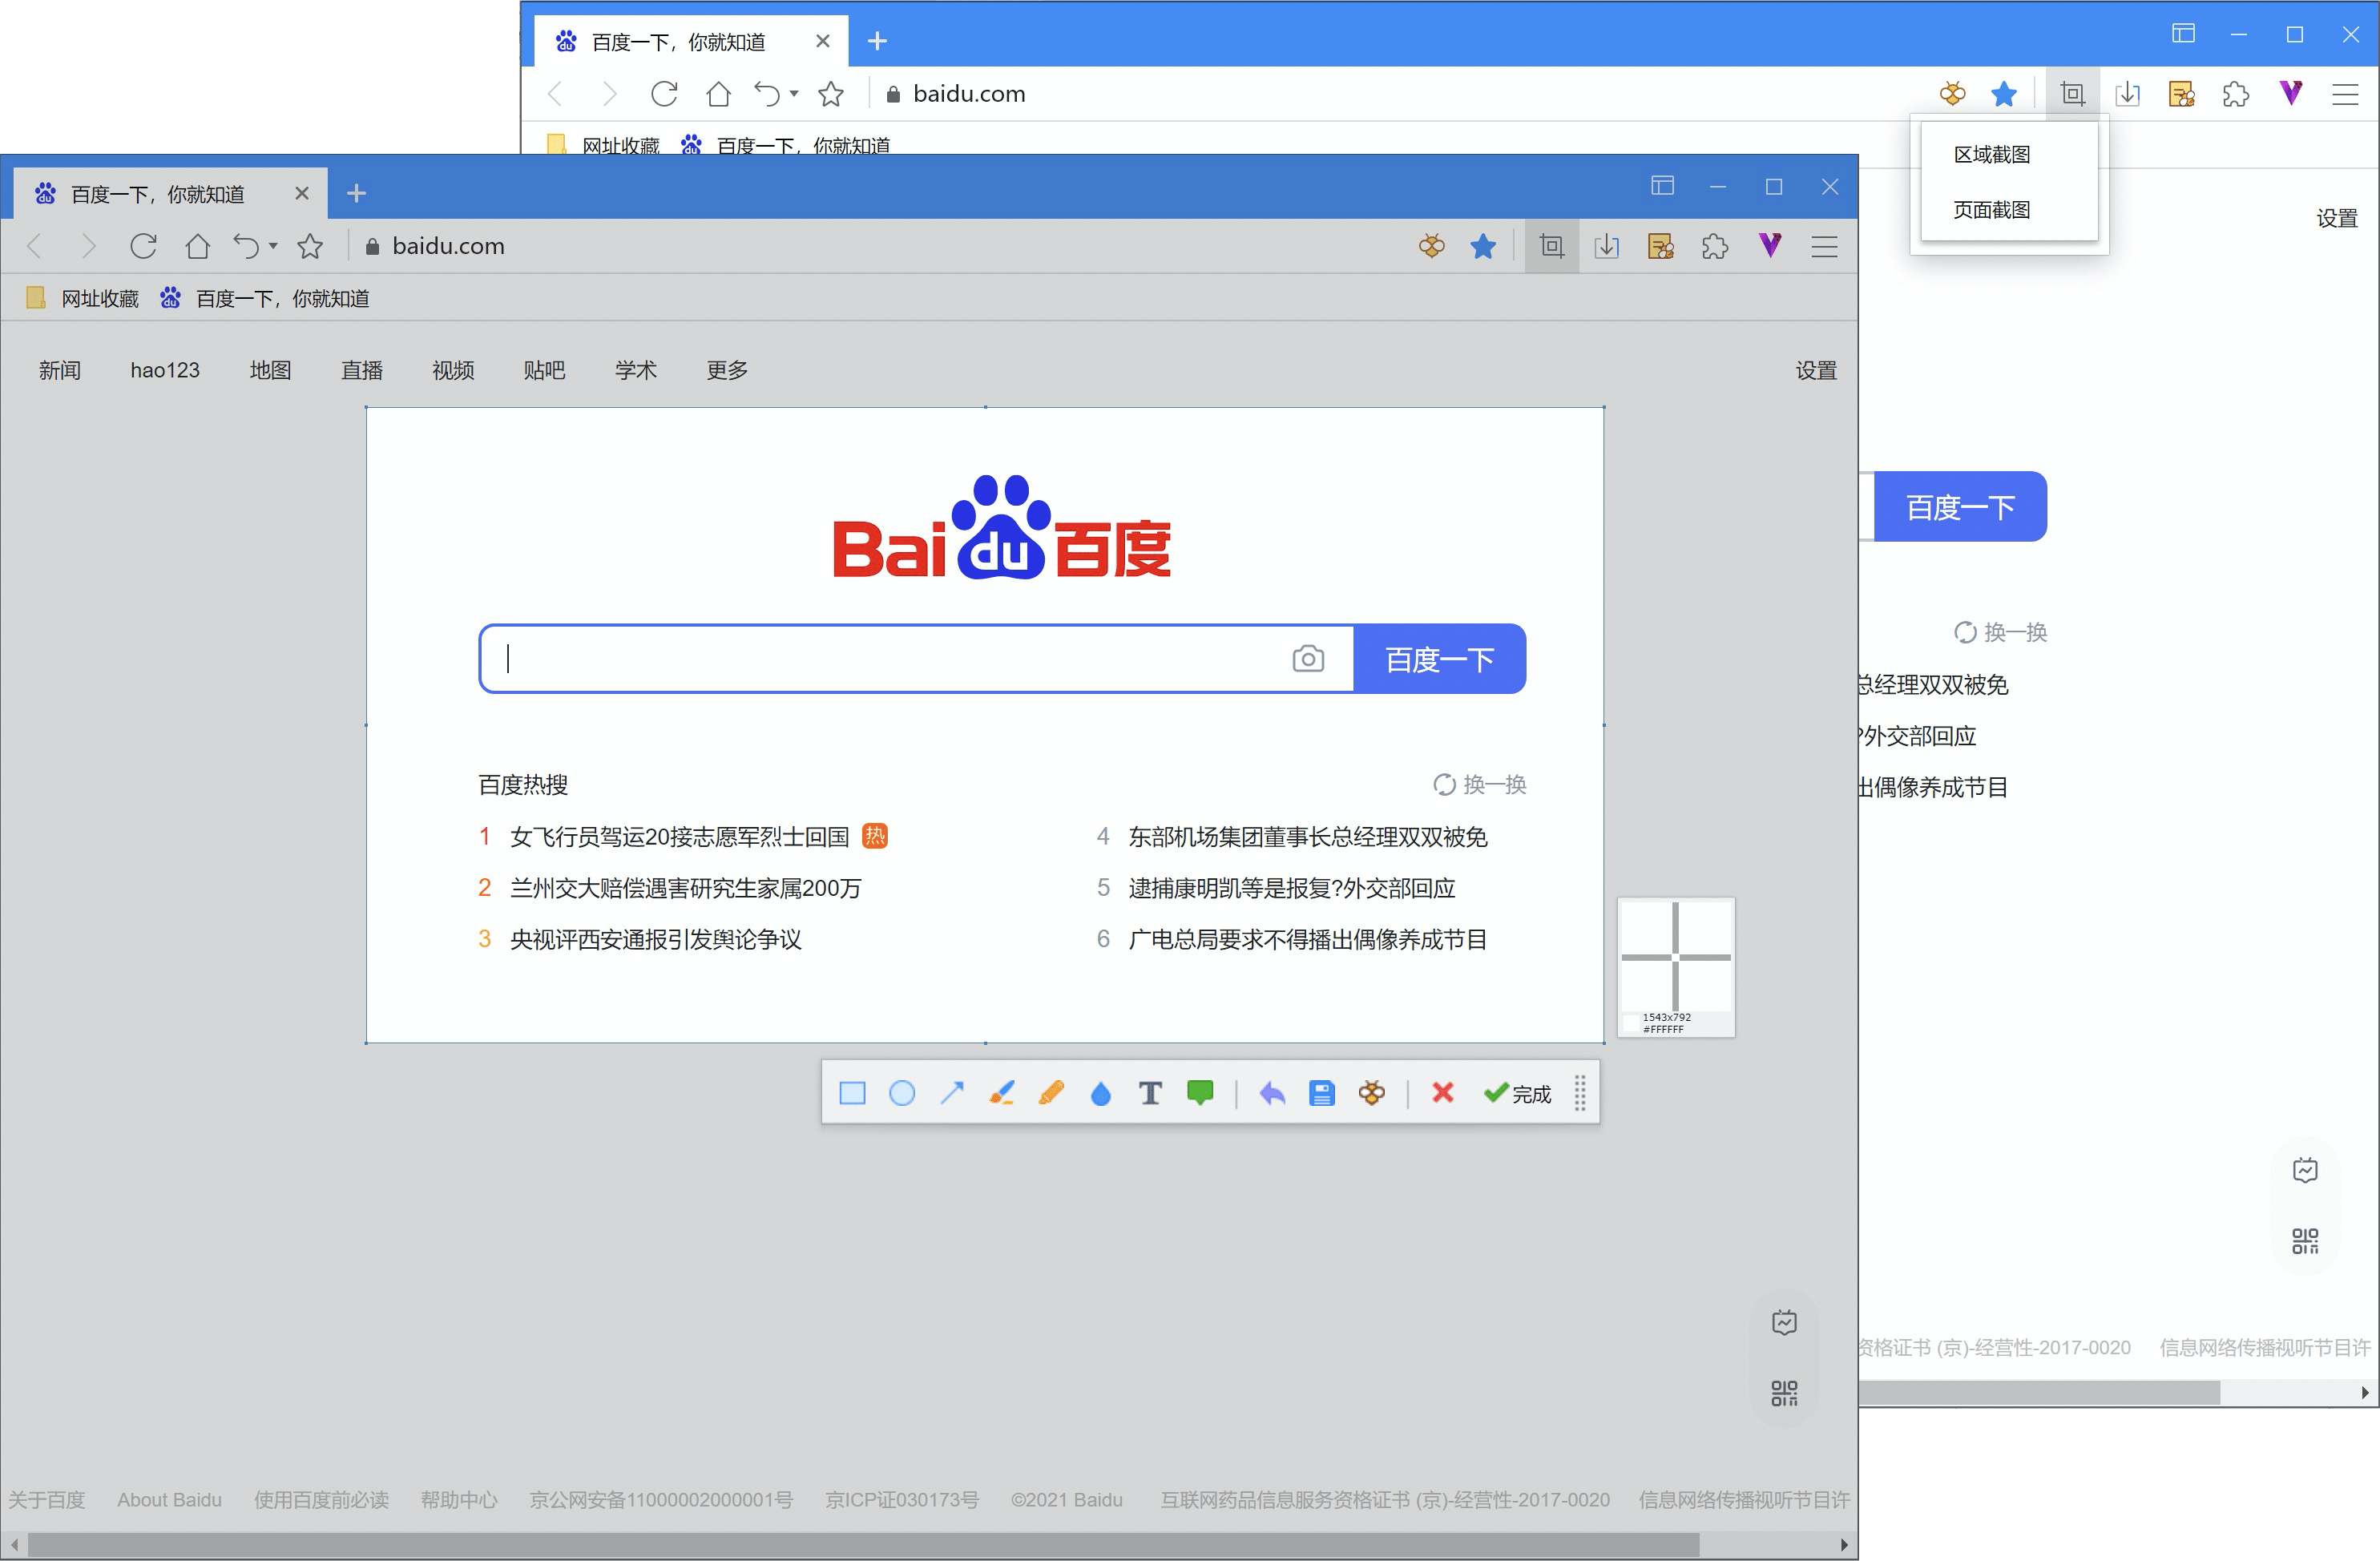 百度一下，你就知道
baidu.com
网址收藏 百度一下，你就知道
区域截图
页面截图
设置
百度一下
换一换
总经理双双被免
?外交部回应
出偶像养成节目
资格证书 (京)-经营性-2017-0020 信息网络传播视听节目许
百度一下，你就知道
baidu.com
网址收藏 百度一下，你就知道
新闻 hao123 地图 直播 视频 贴吧 学术 更多 设置
Baidu百度
百度一下
百度热搜 换一换
1 女飞行员驾运20接志愿军烈士回国 热
2 兰州交大赔偿遇害研究生家属200万
3 央视评西安通报引发舆论争议
4 东部机场集团董事长总经理双双被免
5 逮捕康明凯等是报复?外交部回应
6 广电总局要求不得播出偶像养成节目
1543x792
#FFFFFF
T 完成
关于百度 About Baidu 使用百度前必读 帮助中心 京公网安备11000002000001号 京ICP证030173号 ©2021 Baidu 互联网药品信息服务资格证书 (京)-经营性-2017-0020 信息网络传播视听节目许